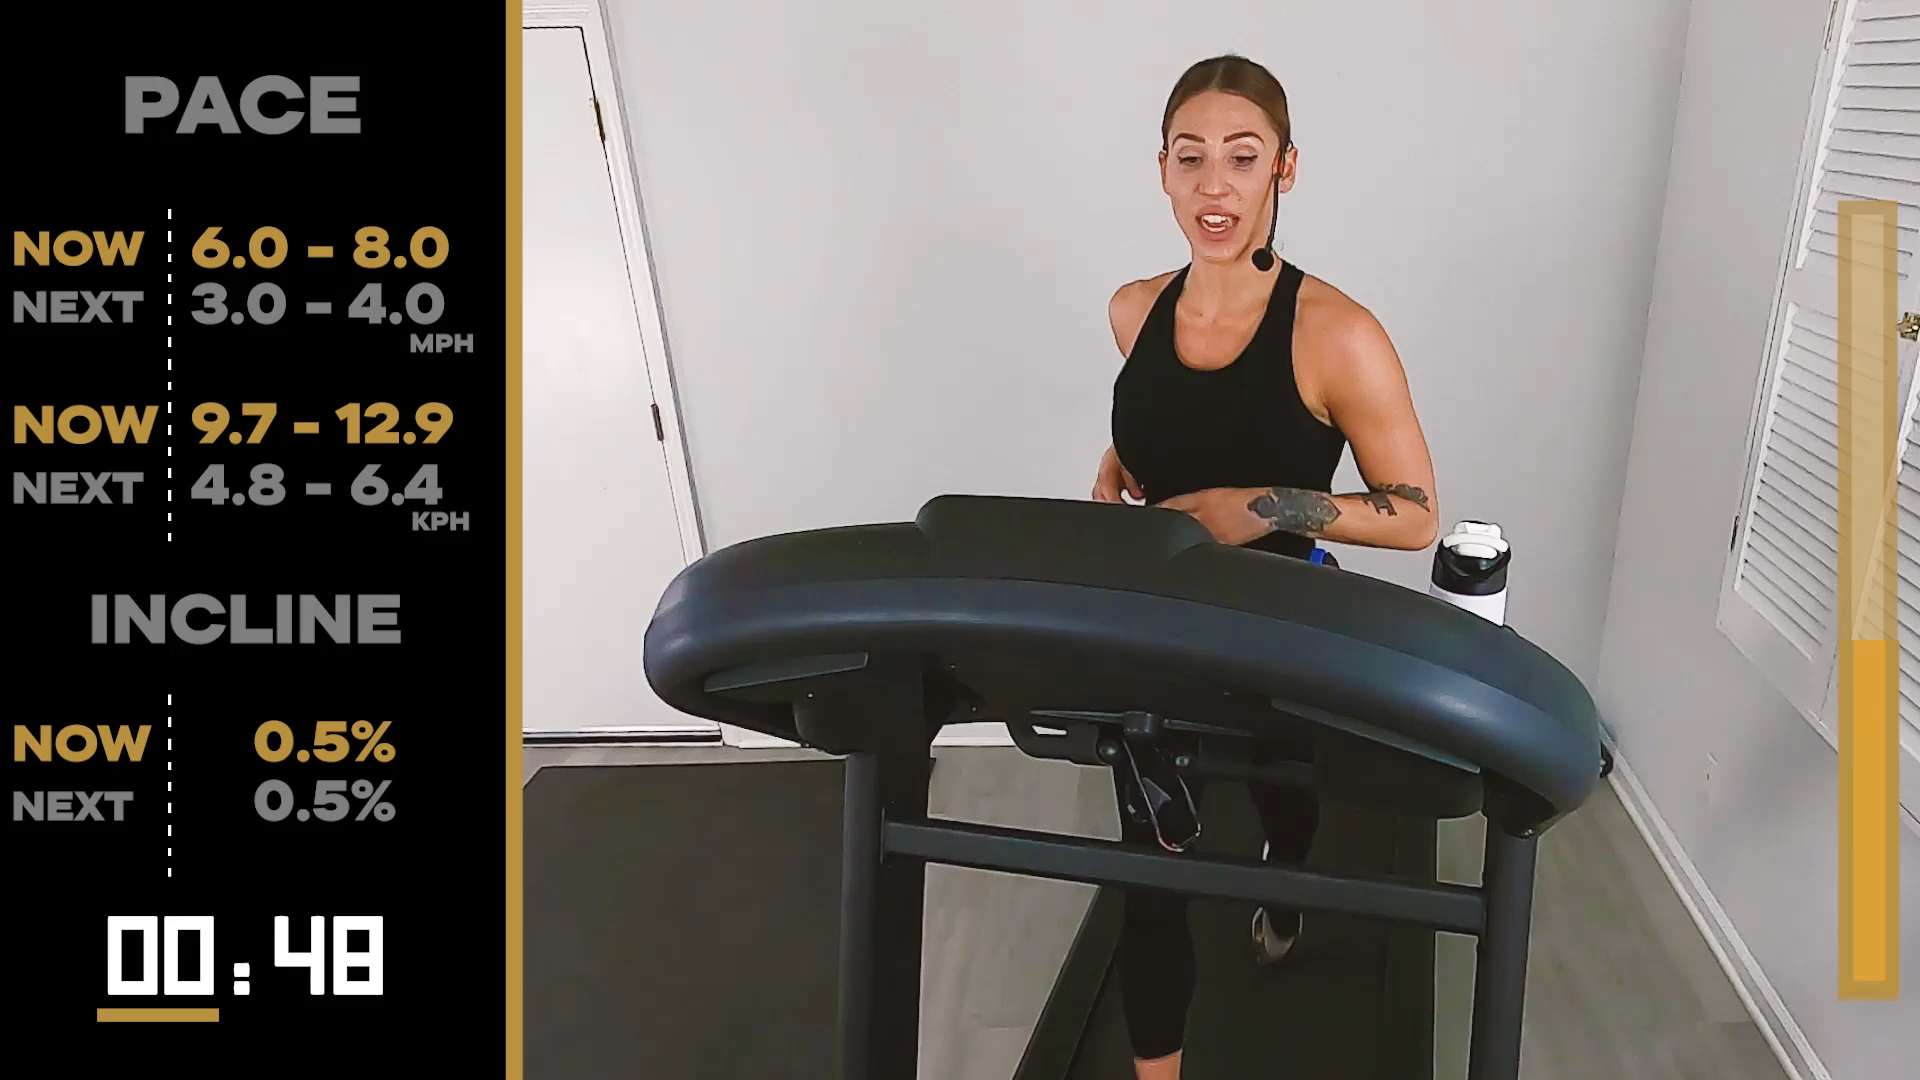 PACE
NOW 6.0 - 8.0
NEXT 3.0 - 4.0
MPH
NOW 9.7 - 12.9
NEXT 4.8 - 6.4
KPH
INCLINE
NOW 0.5%
NEXT 0.5%
00:48